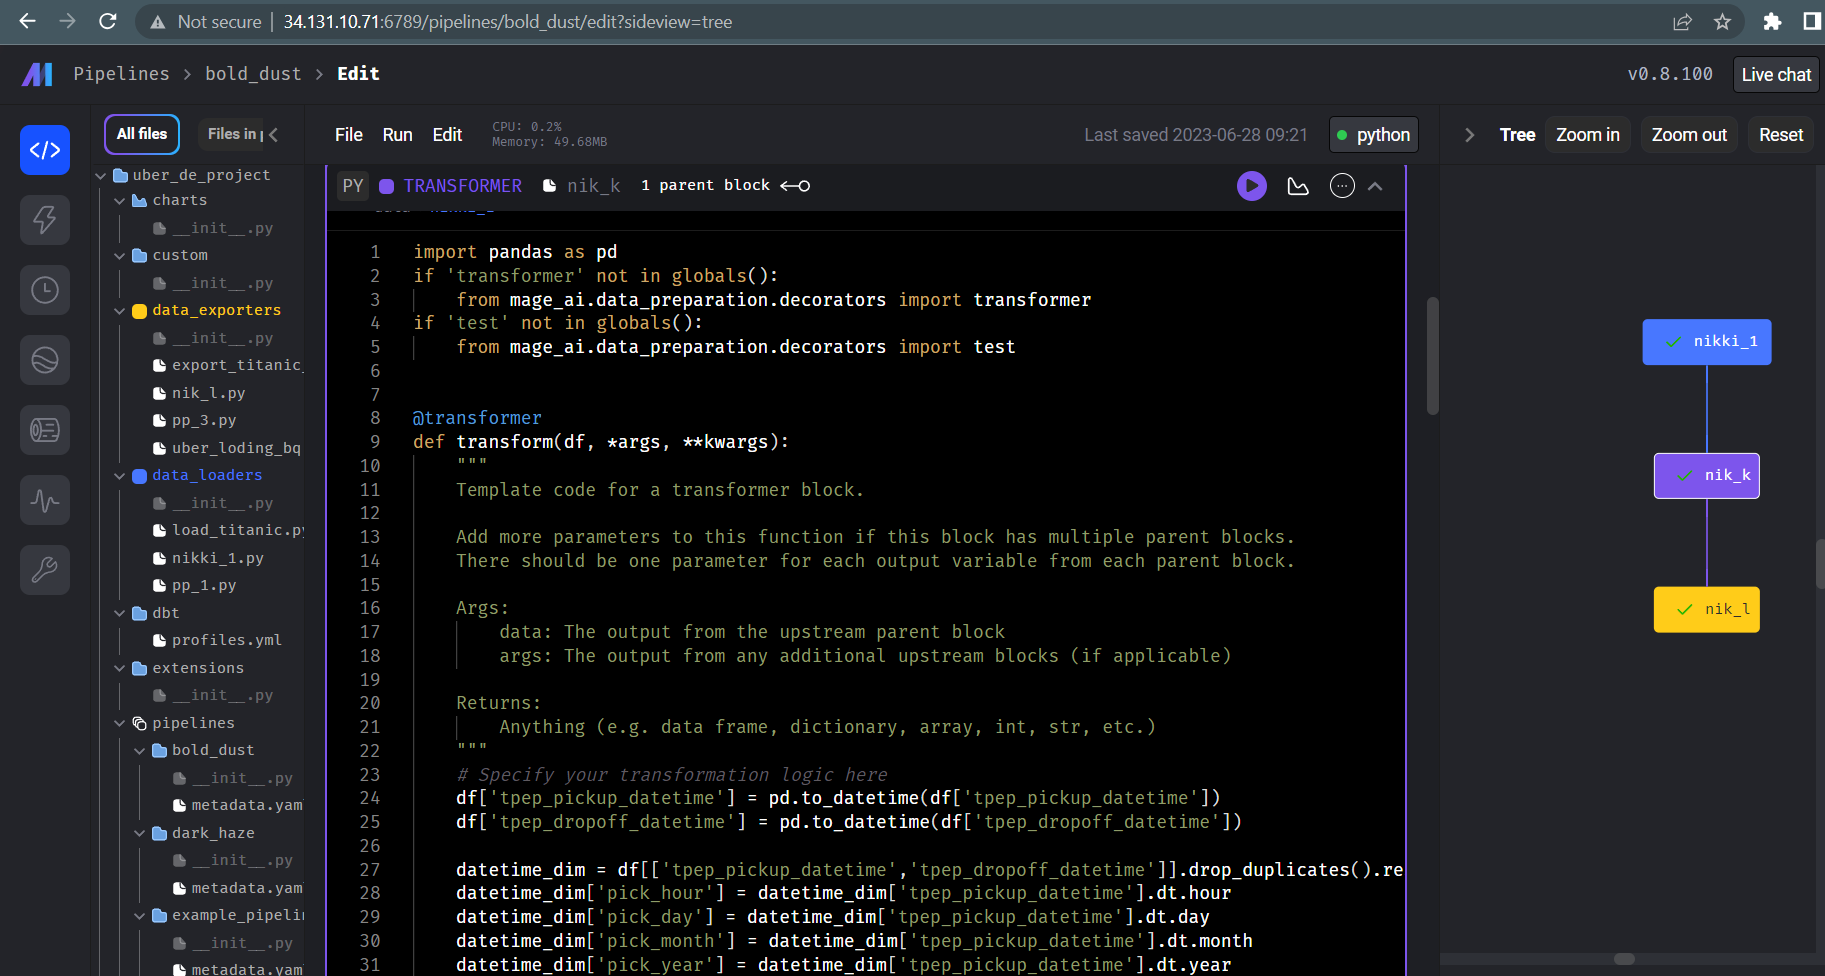 Not secure | 34.131.10.71:6789/pipelines/bold_dust/edit?sideview=tree
Pipelines > bold_dust > Edit
v0.8.100
Live chat
All files
Files in
File Run Edit
CPU: 0.2%
Memory: 49.68MB
Last saved 2023-06-28 09:21
python
Tree Zoom in Zoom out Reset
uber_de_project
charts
__init__.py
custom
__init__.py
data_exporters
__init__.py
export_titanic_
nik_l.py
pp_3.py
uber_loding_bq
data_loaders
__init__.py
load_titanic.py
nikki_1.py
pp_1.py
dbt
profiles.yml
extensions
__init__.py
pipelines
bold_dust
__init__.py
metadata.yaml
dark_haze
__init__.py
metadata.yaml
example_pipelin
__init__.py
metadata.yaml
PY TRANSFORMER nik_k 1 parent block
1 import pandas as pd
2 if 'transformer' not in globals():
3 from mage_ai.data_preparation.decorators import transformer
4 if 'test' not in globals():
5 from mage_ai.data_preparation.decorators import test
6
7
8 @transformer
9 def transform(df, *args, **kwargs):
10 """
11 Template code for a transformer block.
12
13 Add more parameters to this function if this block has multiple parent blocks.
14 There should be one parameter for each output variable from each parent block.
15
16 Args:
17 data: The output from the upstream parent block
18 args: The output from any additional upstream blocks (if applicable)
19
20 Returns:
21 Anything (e.g. data frame, dictionary, array, int, str, etc.)
22 """
23 # Specify your transformation logic here
24 df['tpep_pickup_datetime'] = pd.to_datetime(df['tpep_pickup_datetime'])
25 df['tpep_dropoff_datetime'] = pd.to_datetime(df['tpep_dropoff_datetime'])
26
27 datetime_dim = df[['tpep_pickup_datetime','tpep_dropoff_datetime']].drop_duplicates().re
28 datetime_dim['pick_hour'] = datetime_dim['tpep_pickup_datetime'].dt.hour
29 datetime_dim['pick_day'] = datetime_dim['tpep_pickup_datetime'].dt.day
30 datetime_dim['pick_month'] = datetime_dim['tpep_pickup_datetime'].dt.month
31 datetime_dim['pick_year'] = datetime_dim['tpep_pickup_datetime'].dt.year
nikki_1
nik_k
nik_l